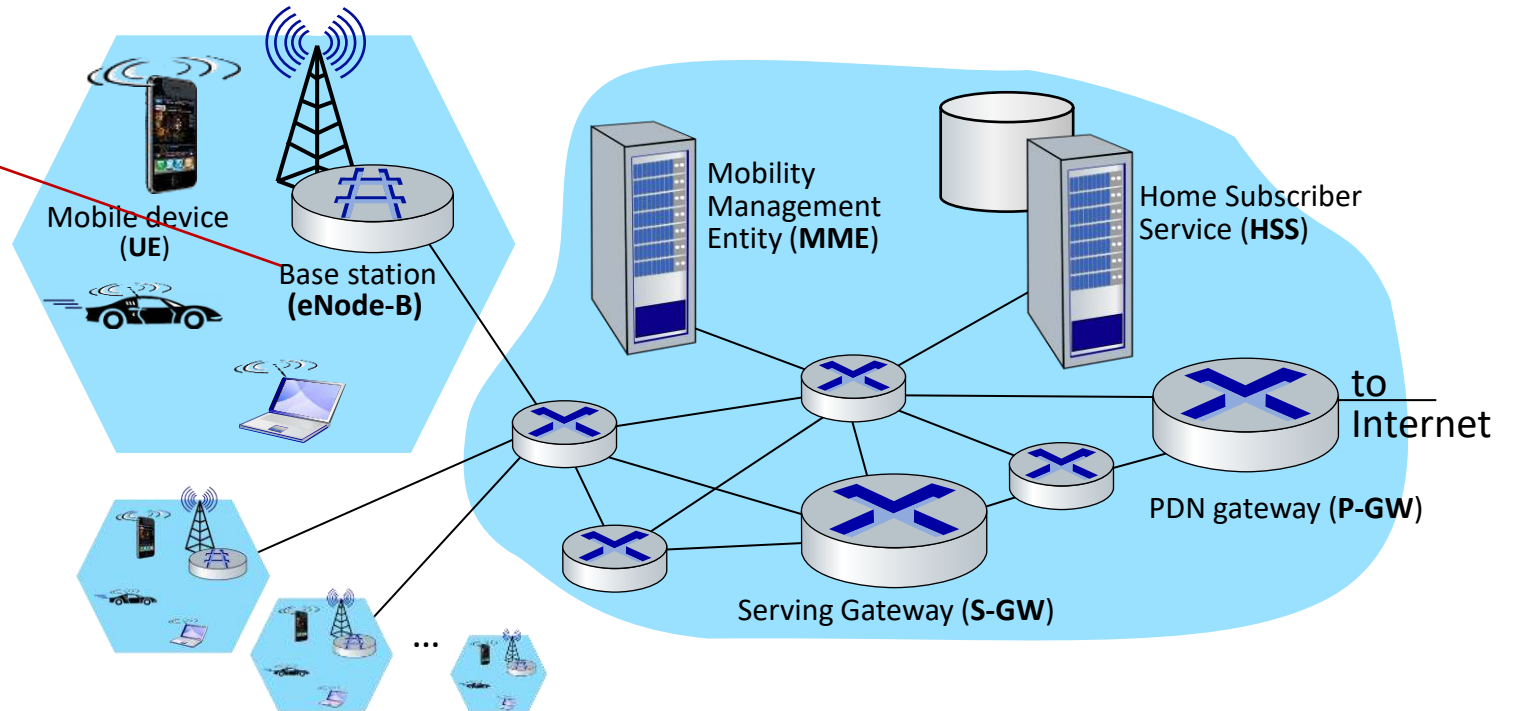 Mobile device
(UE)
Base station
(eNode-B)
Mobility
Management
Entity (MME)
Home Subscriber
Service (HSS)
to
Internet
PDN gateway (P-GW)
Serving Gateway (S-GW)
...